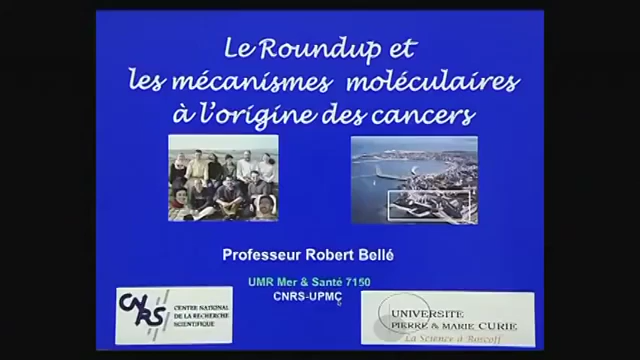 Le Roundup et
les mécanismes moléculaires
à l'origine des cancers
Professeur Robert Bellé
UMR Mer & Santé 7150
CNRS-UPMC
CNRS
CENTRE NATIONAL
DE LA RECHERCHE
SCIENTIFIQUE
UNIVERSITE
PIERRE & MARIE CURIE
La Science à Roscoff